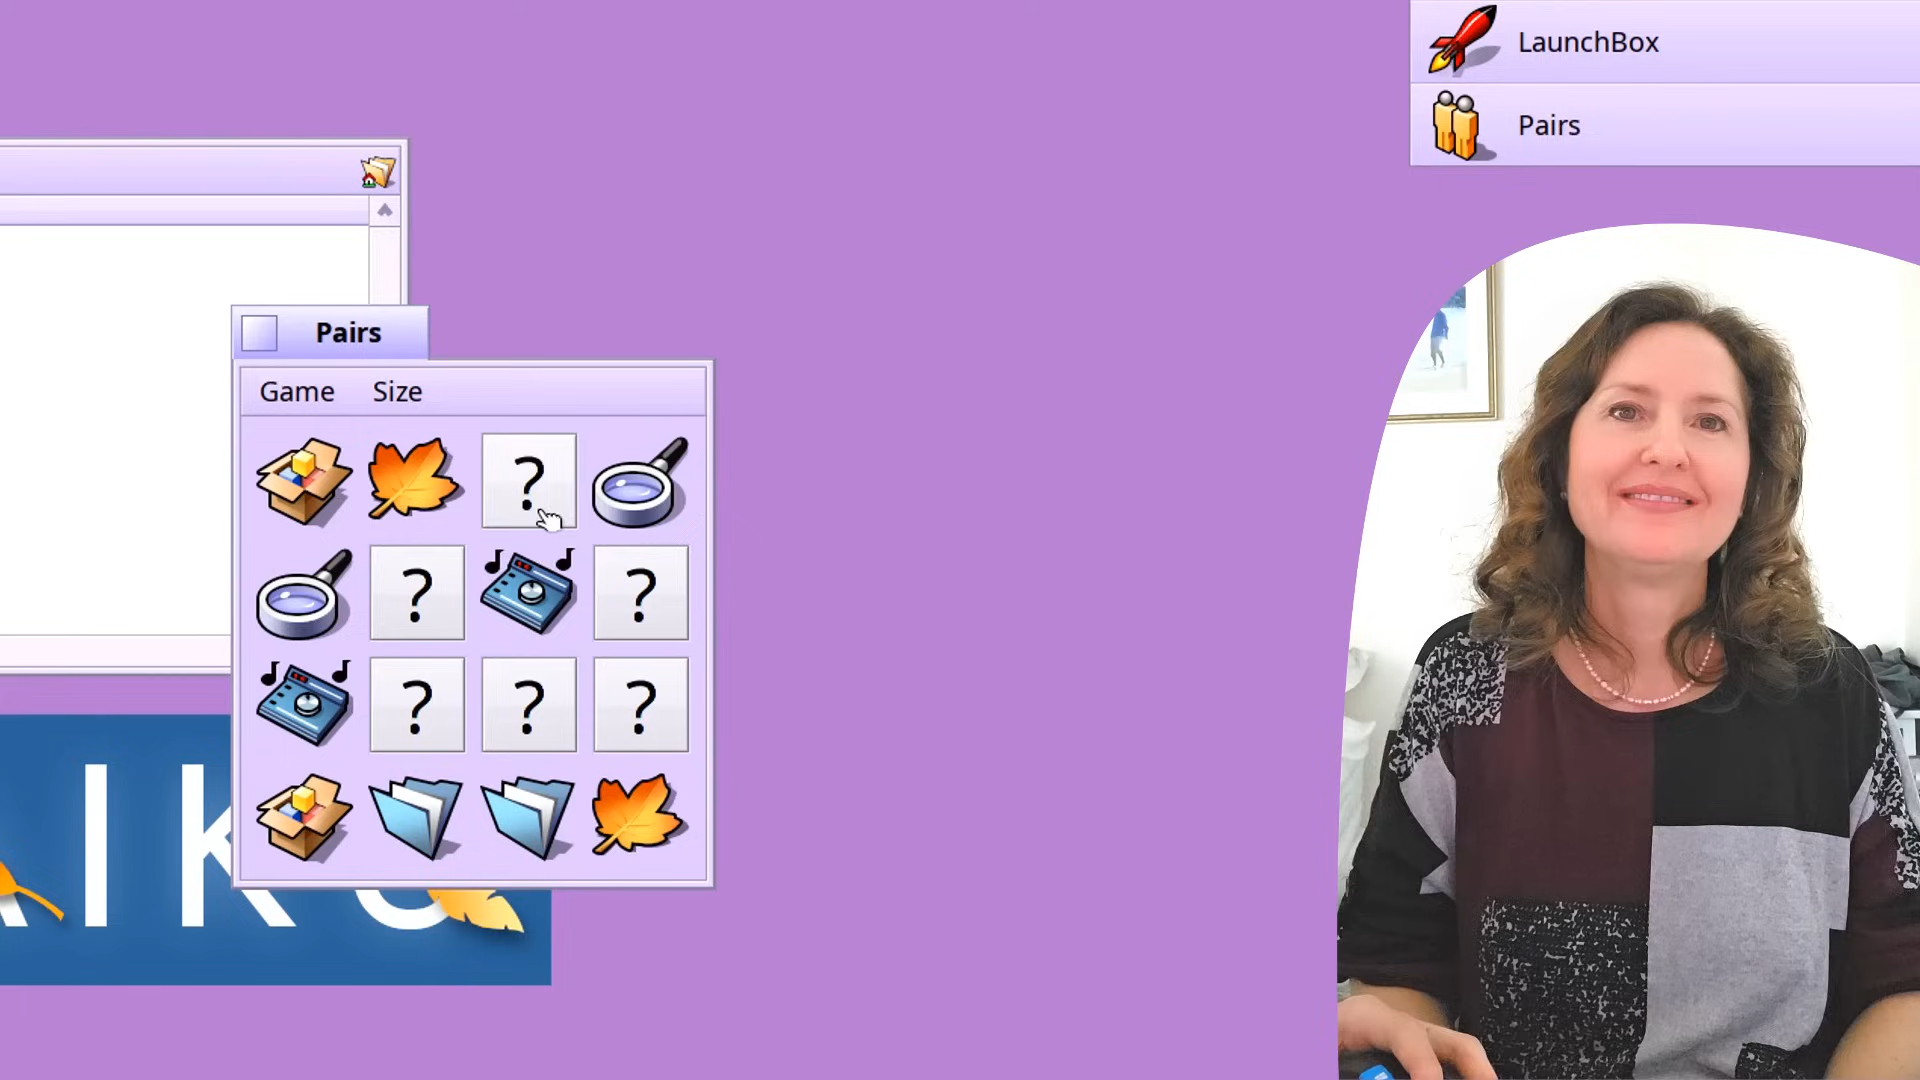 LaunchBox
Pairs
Pairs
Game Size
?
? ?
? ? ?